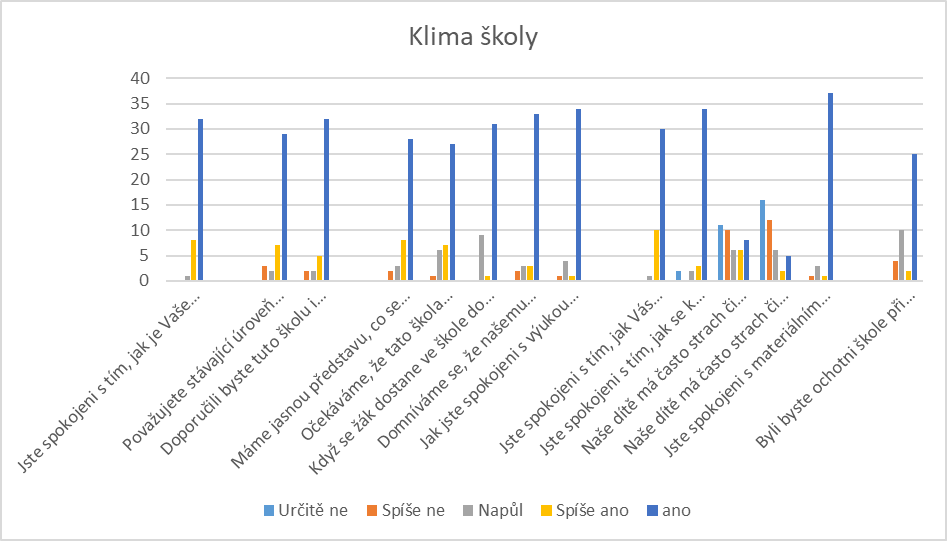 Klima školy
40
35
30
25
20
15
10
5
0
Jste spokojeni s tím, jak je Vaše...
Považujete stávající úroveň...
Doporučili byste tuto školu i...
Máme jasnou představu, co se...
Očekáváme, že tato škola...
Když se žák dostane ve škole do...
Domníváme se, že našemu...
Jak jste spokojeni s výukou...
Jste spokojeni s tím, jak Vás...
Jste spokojeni s tím, jak se k...
Naše dítě má často strach či...
Naše dítě má často strach či...
Jste spokojeni s materiálním...
Byli byste ochotni škole při...
Určitě ne Spíše ne Napůl Spíše ano ano